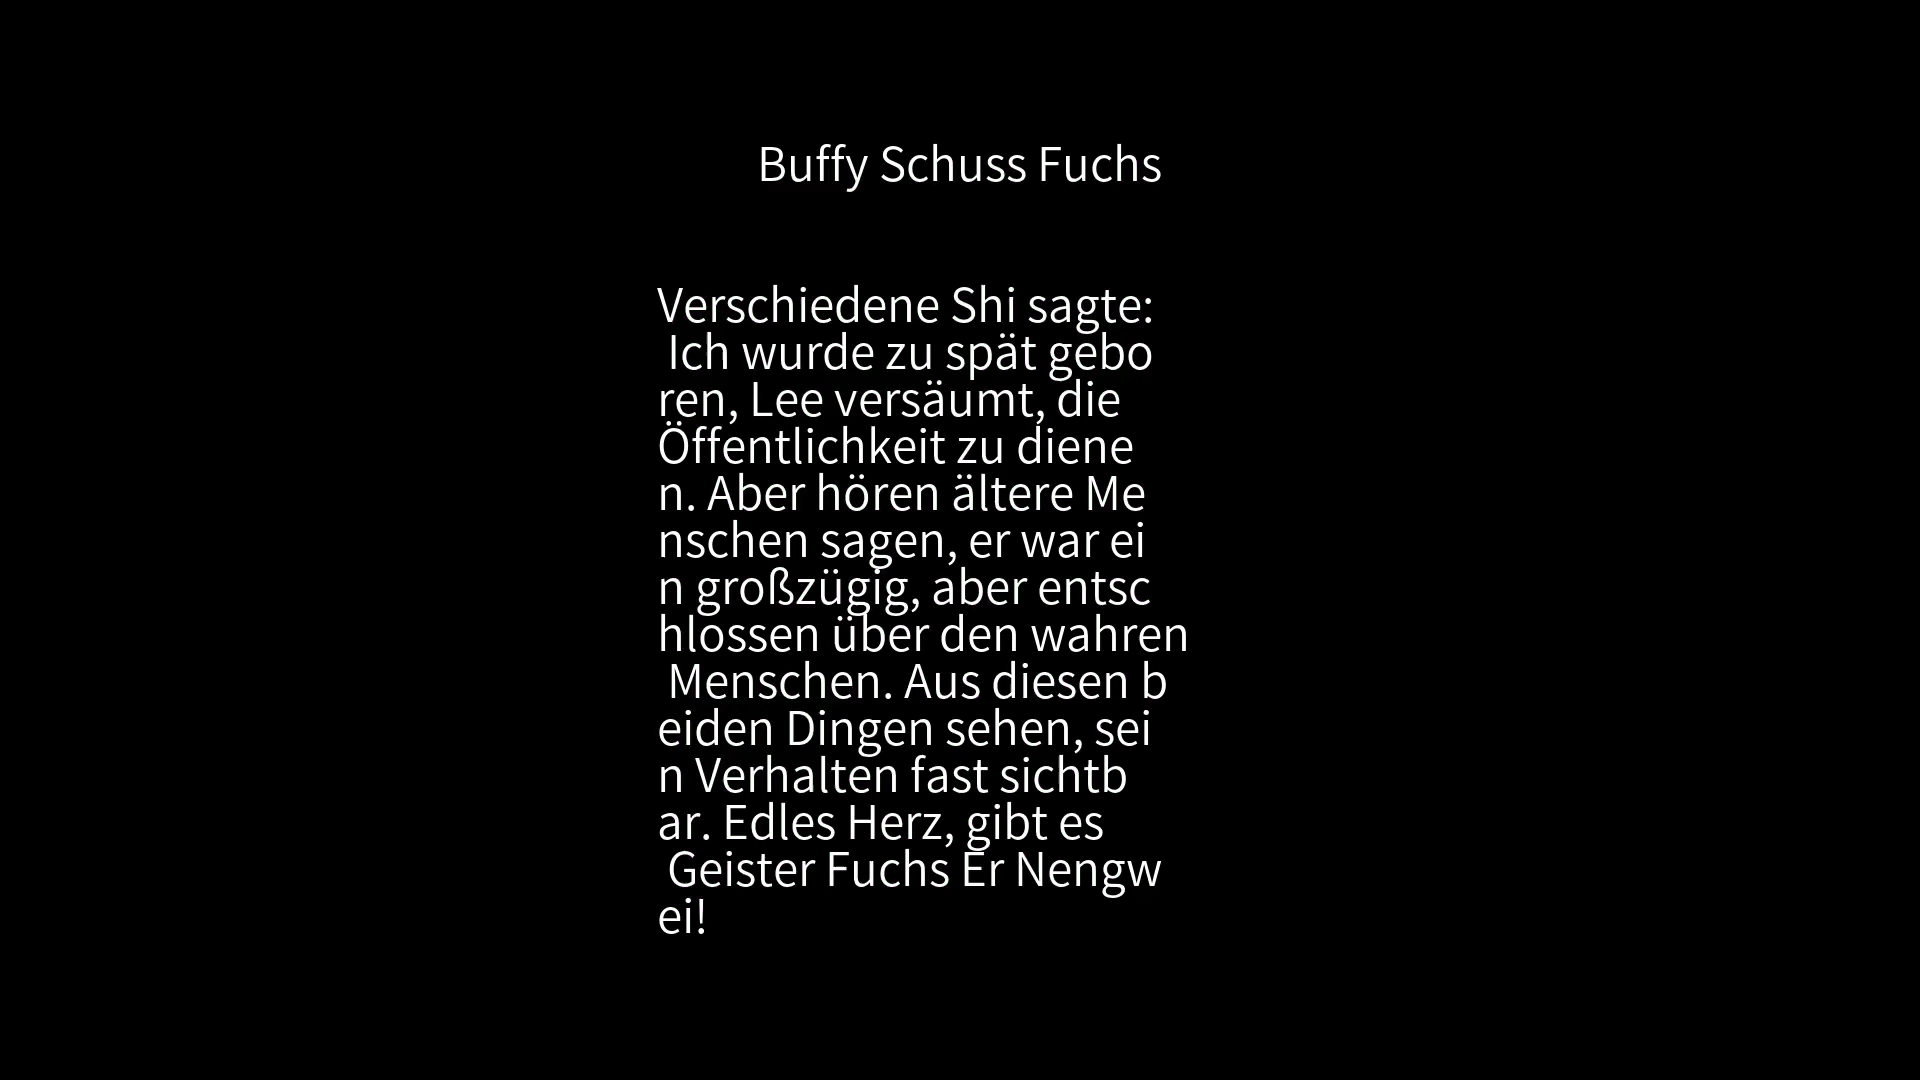 Buffy Schuss Fuchs
Verschiedene Shi sagte:
Ich wurde zu spät gebo
ren, Lee versäumt, die
Öffentlichkeit zu diene
n. Aber hören ältere Me
nschen sagen, er war ei
n großzügig, aber entsc
hlossen über den wahren
Menschen. Aus diesen b
eiden Dingen sehen, sei
n Verhalten fast sichtb
ar. Edles Herz, gibt es
Geister Fuchs Er Nengw
ei!